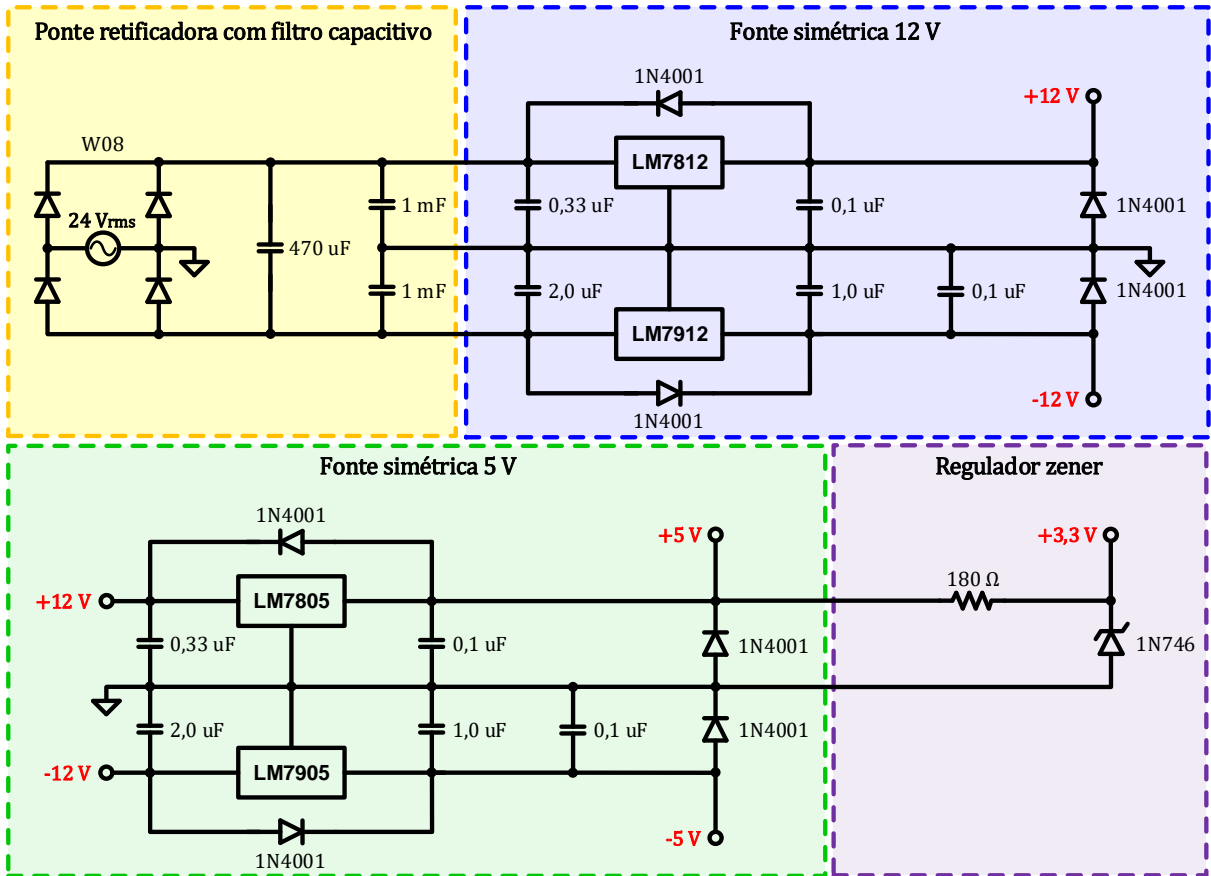 Ponte retificadora com filtro capacitivo
W08
24 Vrms
470 uF
1 mF
1 mF
Fonte simétrica 12 V
1N4001
+12 V
LM7812
0,33 uF
0,1 uF
1N4001
2,0 uF
1,0 uF
0,1 uF
1N4001
LM7912
-12 V
1N4001
Fonte simétrica 5 V
1N4001
+5 V
+12 V
LM7805
0,33 uF
0,1 uF
1N4001
2,0 uF
1,0 uF
0,1 uF
1N4001
-12 V
LM7905
-5 V
1N4001
Regulador zener
+3,3 V
180 Ω
1N746